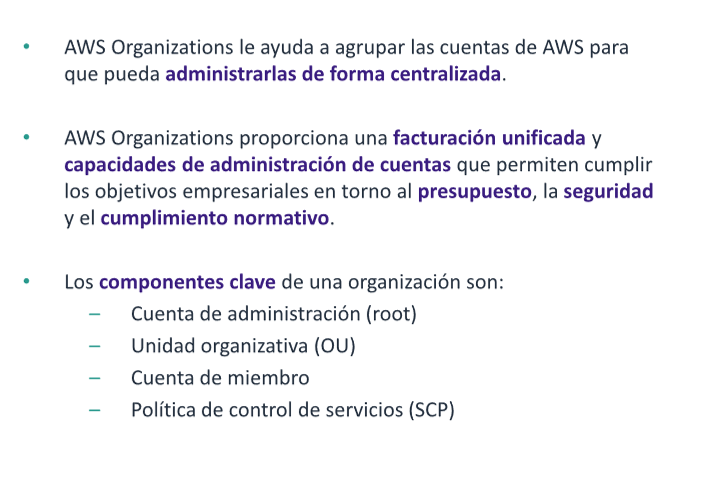 • AWS Organizations le ayuda a agrupar las cuentas de AWS para
que pueda administrarlas de forma centralizada.
• AWS Organizations proporciona una facturación unificada y
capacidades de administración de cuentas que permiten cumplir
los objetivos empresariales en torno al presupuesto, la seguridad
y el cumplimiento normativo.
• Los componentes clave de una organización son:
– Cuenta de administración (root)
– Unidad organizativa (OU)
– Cuenta de miembro
– Política de control de servicios (SCP)